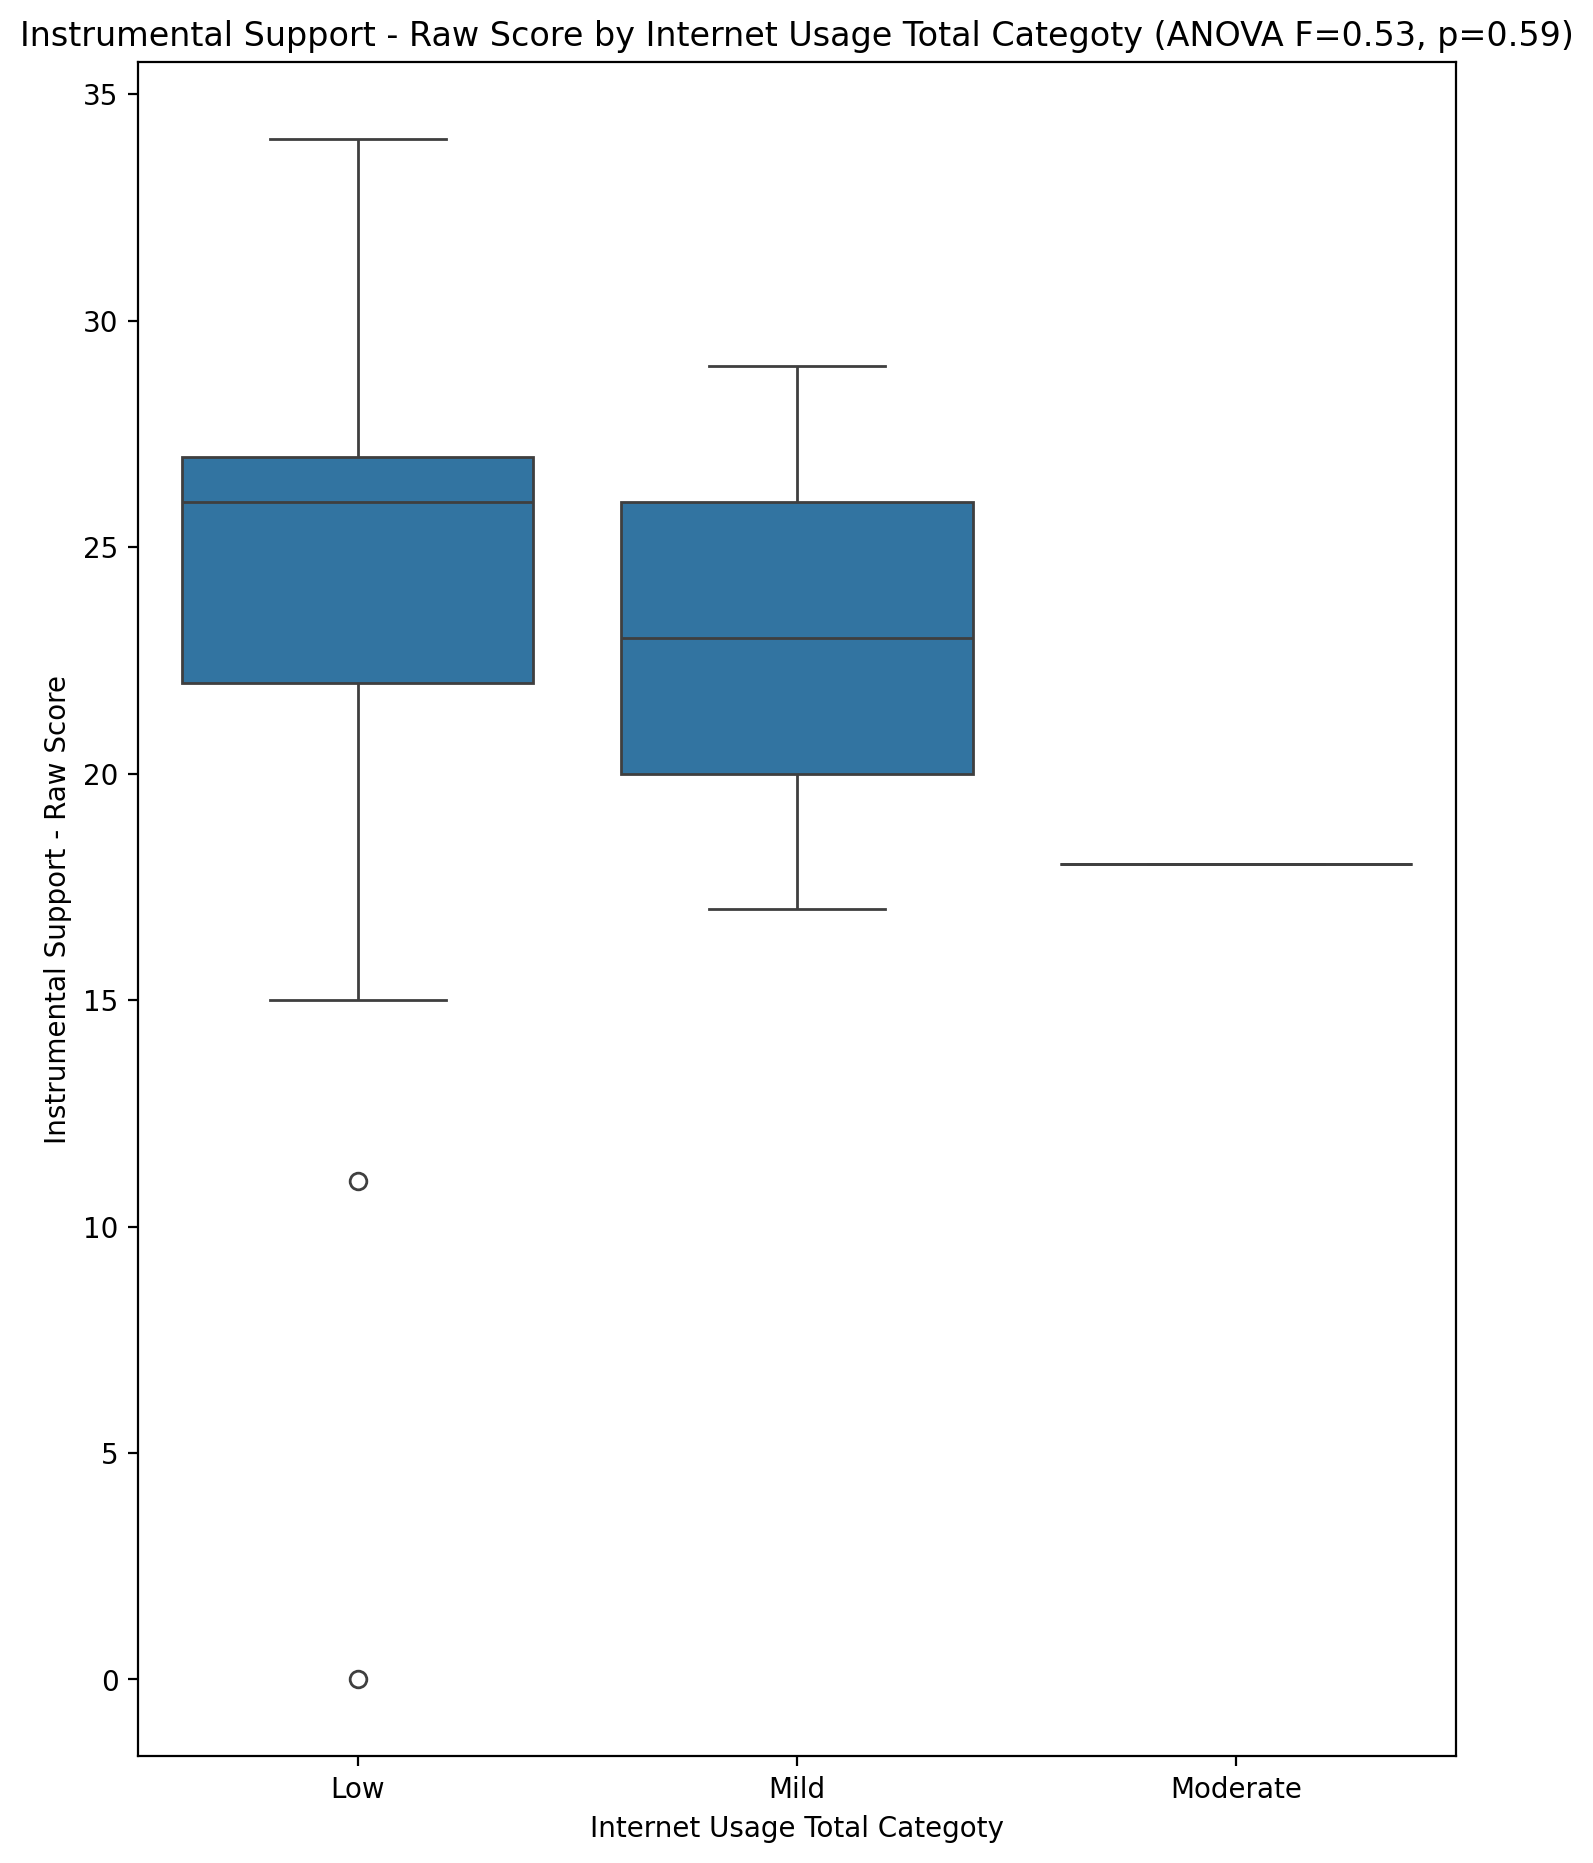 Instrumental Support - Raw Score by Internet Usage Total Categoty (ANOVA F=0.53, p=0.59)
Instrumental Support - Raw Score
35
30
25
20
15
10
5
0
Low
Mild
Moderate
Internet Usage Total Categoty